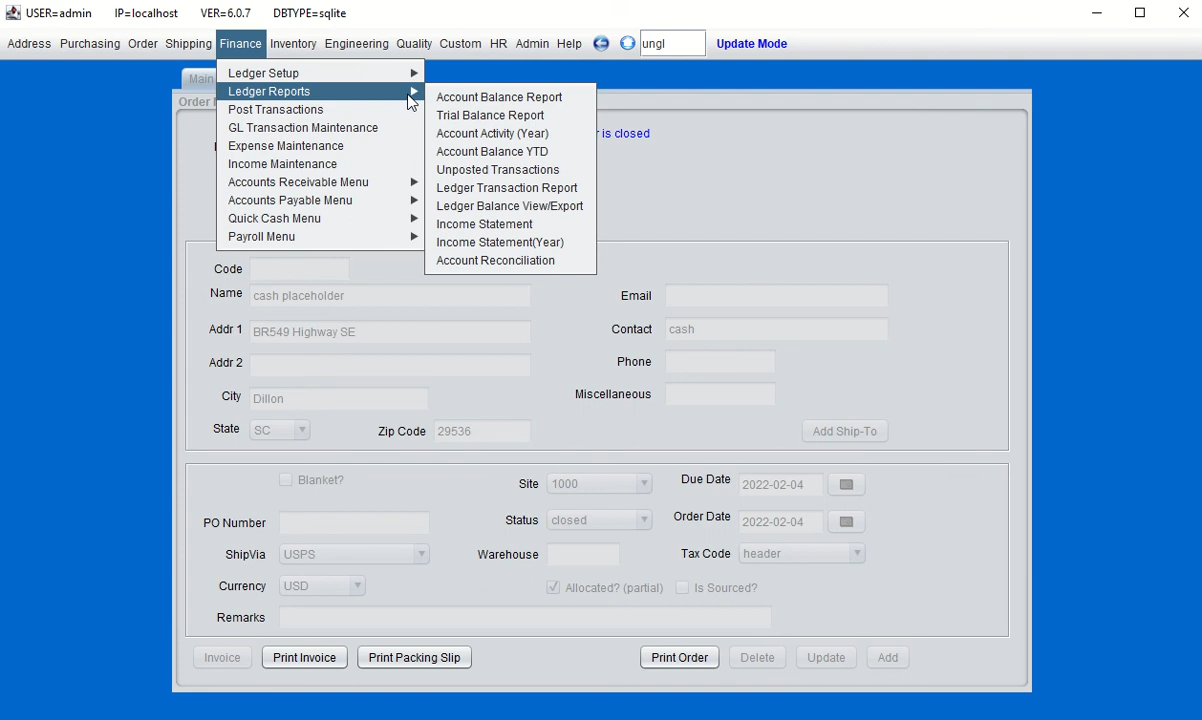 USER=admin IP=localhost VER=6.0.7 DBTYPE=sqlite
Address Purchasing Order Shipping Finance Inventory Engineering Quality Custom HR Admin Help ungl Update Mode
Main
Ledger Setup
Ledger Reports
Post Transactions
GL Transaction Maintenance
Expense Maintenance
Income Maintenance
Accounts Receivable Menu
Accounts Payable Menu
Quick Cash Menu
Payroll Menu
Account Balance Report
Trial Balance Report
Account Activity (Year)
Account Balance YTD
Unposted Transactions
Ledger Transaction Report
Ledger Balance View/Export
Income Statement
Income Statement(Year)
Account Reconciliation
Order
is closed
Code
Name cash placeholder Email
Addr 1 BR549 Highway SE Contact cash
Addr 2 Phone
City Dillon Miscellaneous
State SC Zip Code 29536 Add Ship-To
Blanket? Site 1000 Due Date 2022-02-04
PO Number Status closed Order Date 2022-02-04
ShipVia USPS Warehouse Tax Code header
Currency USD Allocated? (partial) Is Sourced?
Remarks
Invoice Print Invoice Print Packing Slip Print Order Delete Update Add